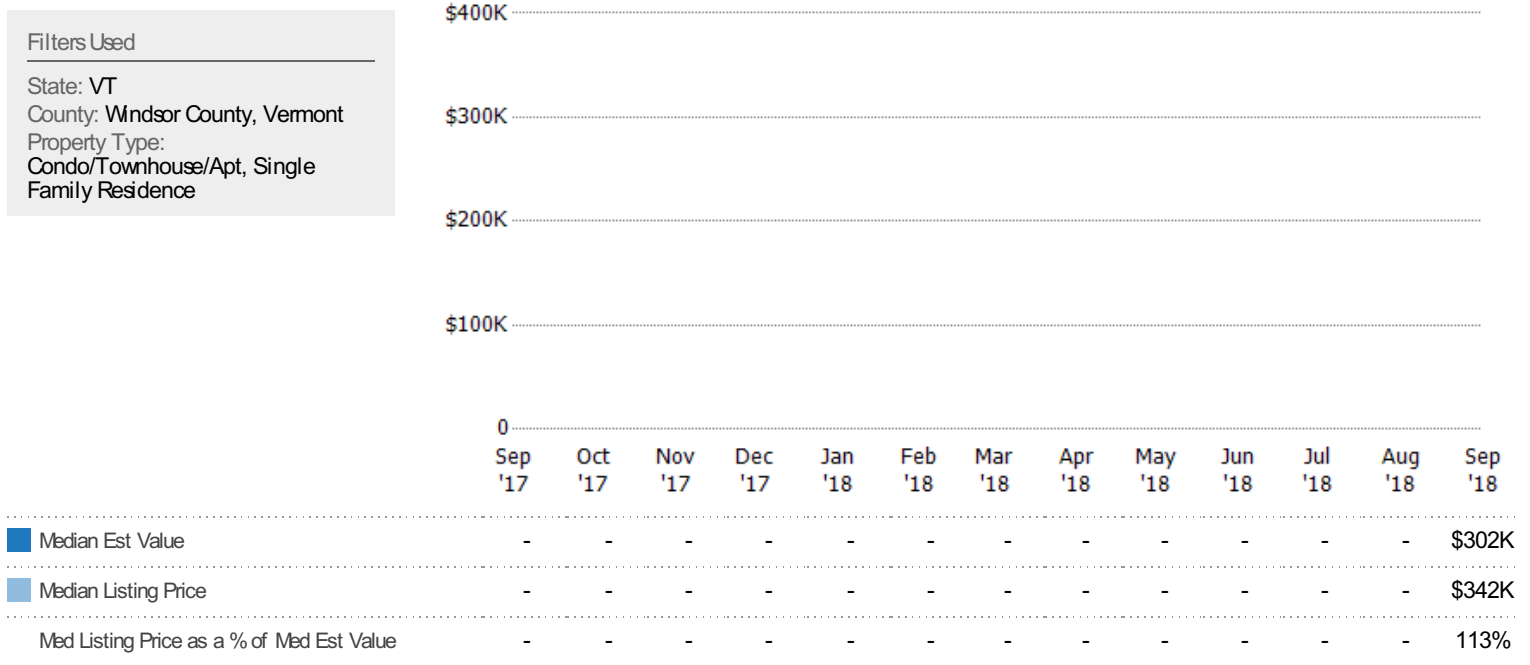 Filters Used
State: VT
County: Windsor County, Vermont
Property Type:
Condo/Townhouse/Apt, Single
Family Residence
$400K
$300K
$200K
$100K
0
Sep Oct Nov Dec Jan Feb Mar Apr May Jun Jul Aug Sep
'17 '17 '17 '17 '18 '18 '18 '18 '18 '18 '18 '18 '18
Median Est Value - - - - - - - - - - - - $302K
Median Listing Price - - - - - - - - - - - - $342K
Med Listing Price as a % of Med Est Value - - - - - - - - - - - - 113%